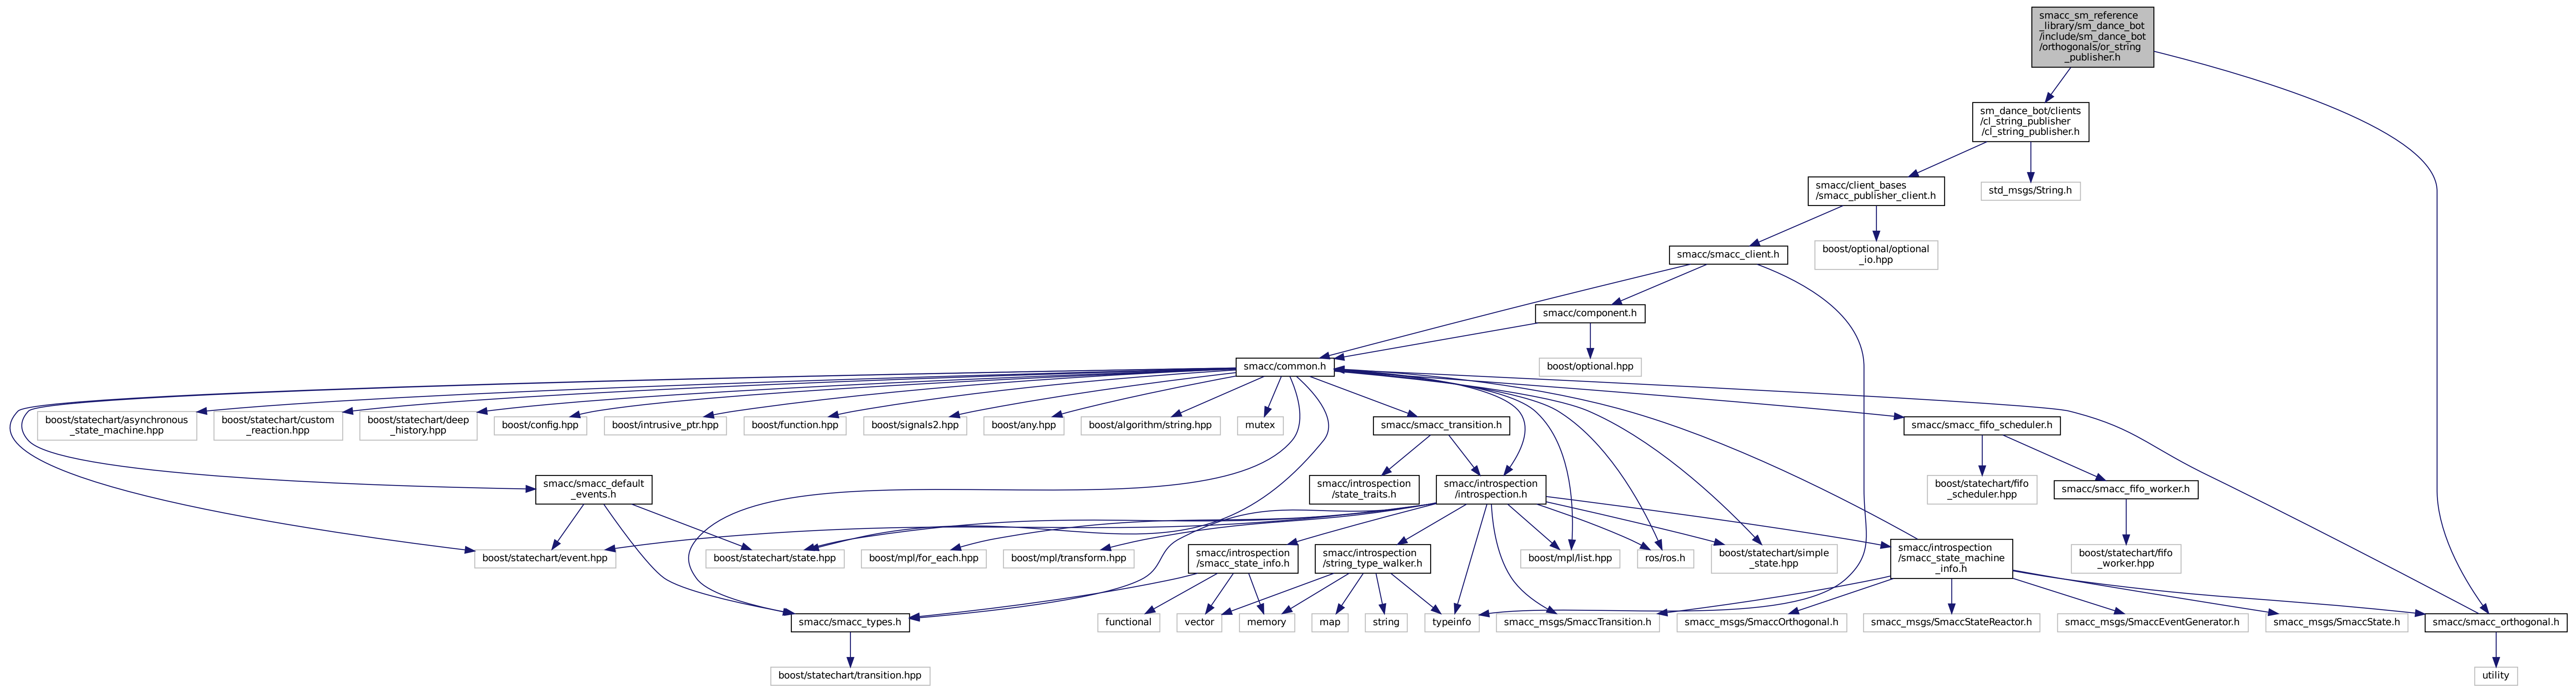 smacc_sm_reference
_library/sm_dance_bot
/include/sm_dance_bot
/orthogonals/or_string
_publisher.h
sm_dance_bot/clients
/cl_string_publisher
/cl_string_publisher.h
smacc/client_bases
/smacc_publisher_client.h
std_msgs/String.h
smacc/smacc_client.h
boost/optional/optional
_io.hpp
smacc/component.h
smacc/common.h
boost/optional.hpp
boost/statechart/asynchronous
_state_machine.hpp
boost/statechart/custom
_reaction.hpp
boost/statechart/deep
_history.hpp
boost/config.hpp
boost/intrusive_ptr.hpp
boost/function.hpp
boost/signals2.hpp
boost/any.hpp
boost/algorithm/string.hpp
mutex
smacc/smacc_transition.h
smacc/smacc_fifo_scheduler.h
smacc/smacc_default
_events.h
smacc/introspection
/state_traits.h
smacc/introspection
/introspection.h
boost/statechart/fifo
_scheduler.hpp
smacc/smacc_fifo_worker.h
boost/statechart/event.hpp
boost/statechart/state.hpp
boost/mpl/for_each.hpp
boost/mpl/transform.hpp
smacc/introspection
/smacc_state_info.h
smacc/introspection
/string_type_walker.h
boost/mpl/list.hpp
ros/ros.h
boost/statechart/simple
_state.hpp
smacc/introspection
/smacc_state_machine
_info.h
boost/statechart/fifo
_worker.hpp
smacc/smacc_types.h
functional
vector
memory
map
string
typeinfo
smacc_msgs/SmaccTransition.h
smacc_msgs/SmaccOrthogonal.h
smacc_msgs/SmaccStateReactor.h
smacc_msgs/SmaccEventGenerator.h
smacc_msgs/SmaccState.h
smacc/smacc_orthogonal.h
boost/statechart/transition.hpp
utility